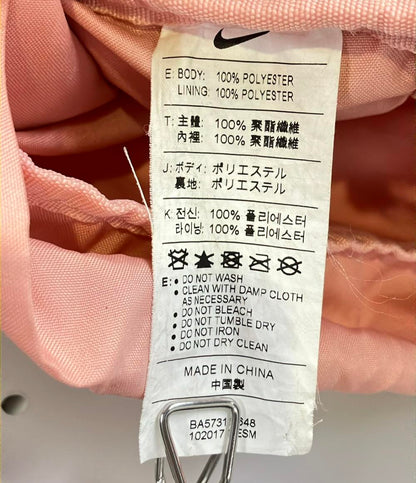 E: BODY: 100% POLYESTER
LINING: 100% POLYESTER
T: 主體: 100% 聚酯纖維
內裡: 100% 聚酯纖維
J: ボディ: ポリエステル
裏地: ポリエステル
K: 전신: 100% 폴리에스터
라이닝: 100% 폴리에스터
E: • DO NOT WASH
• CLEAN WITH DAMP CLOTH
AS NECESSARY
• DO NOT BLEACH
• DO NOT TUMBLE DRY
• DO NOT IRON
• DO NOT DRY CLEAN
MADE IN CHINA
中国製